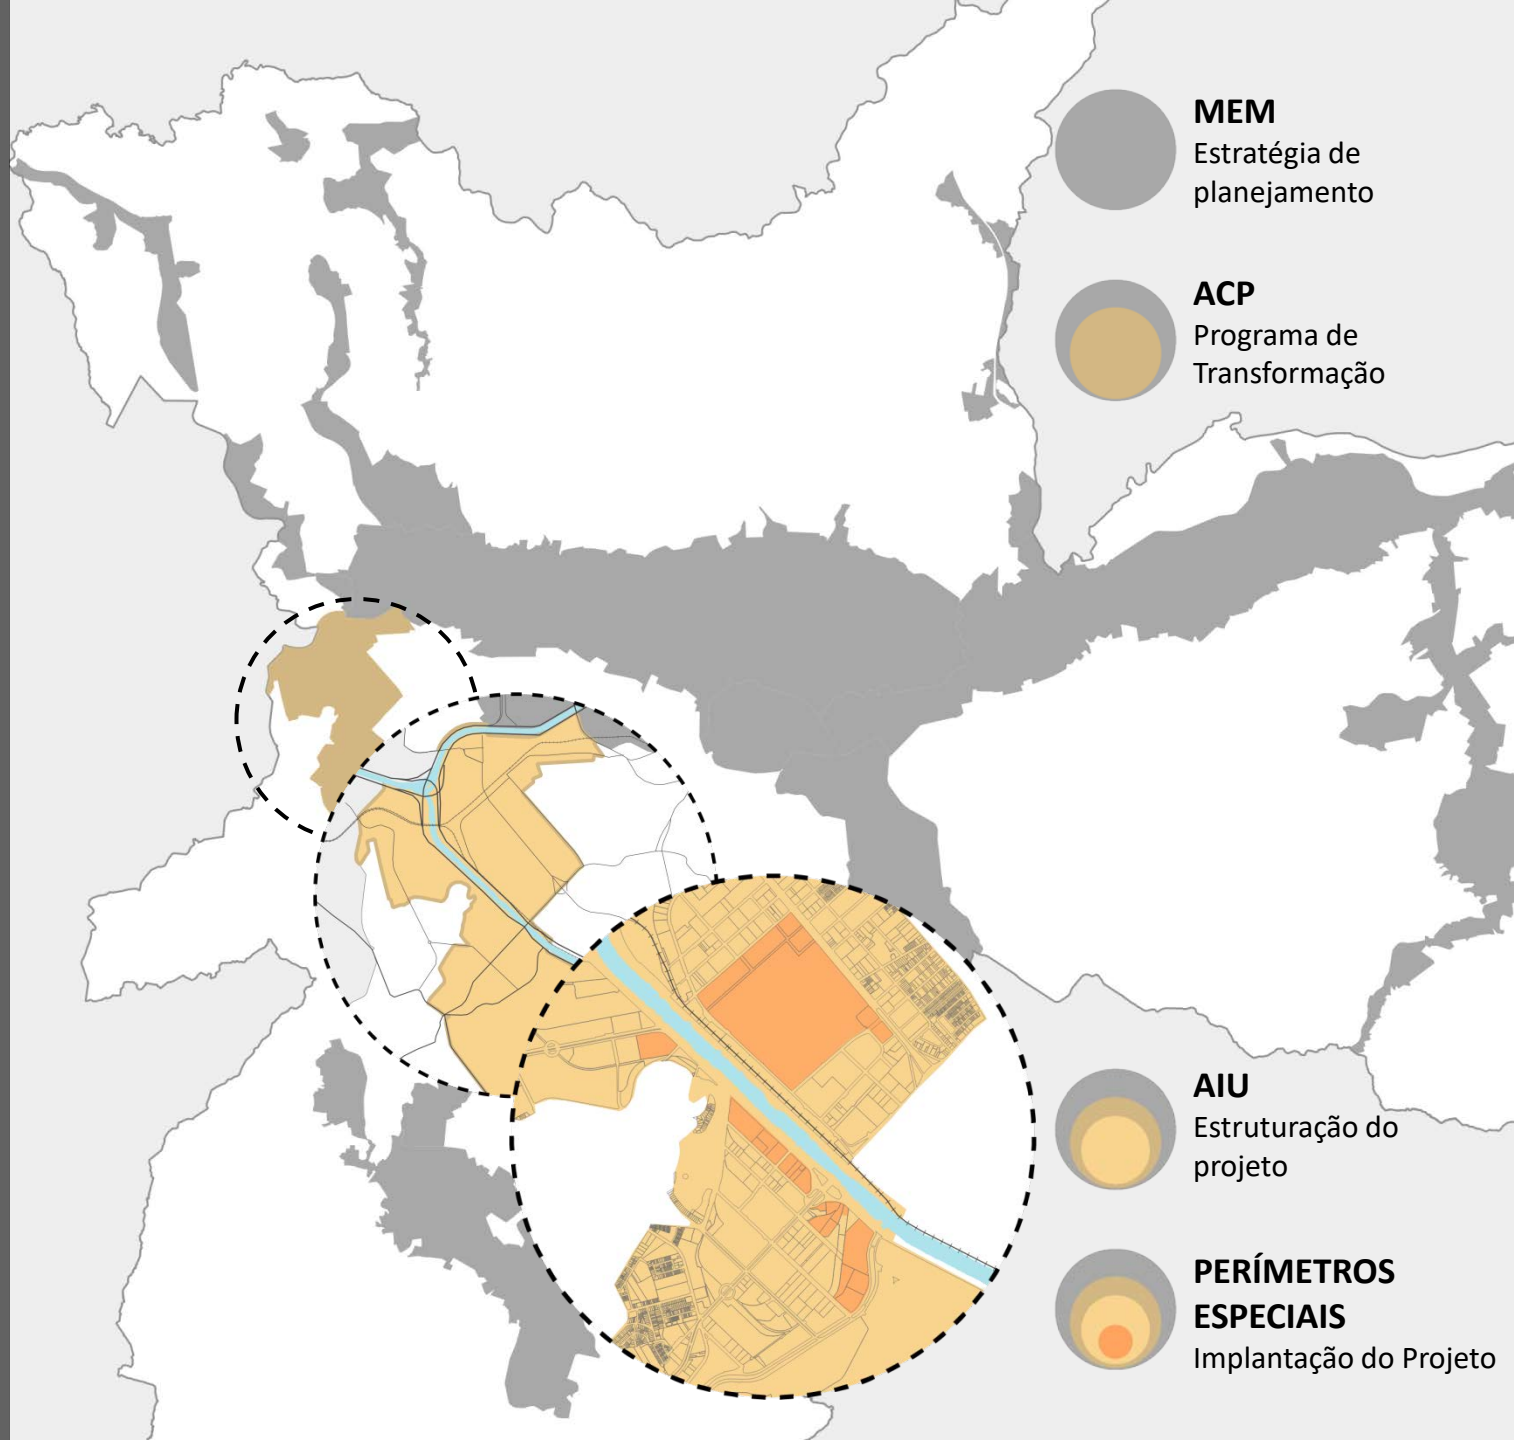 MEM
Estratégia de
planejamento
ACP
Programa de
Transformação
AIU
Estruturação do
projeto
PERÍMETROS
ESPECIAIS
Implantação do Projeto